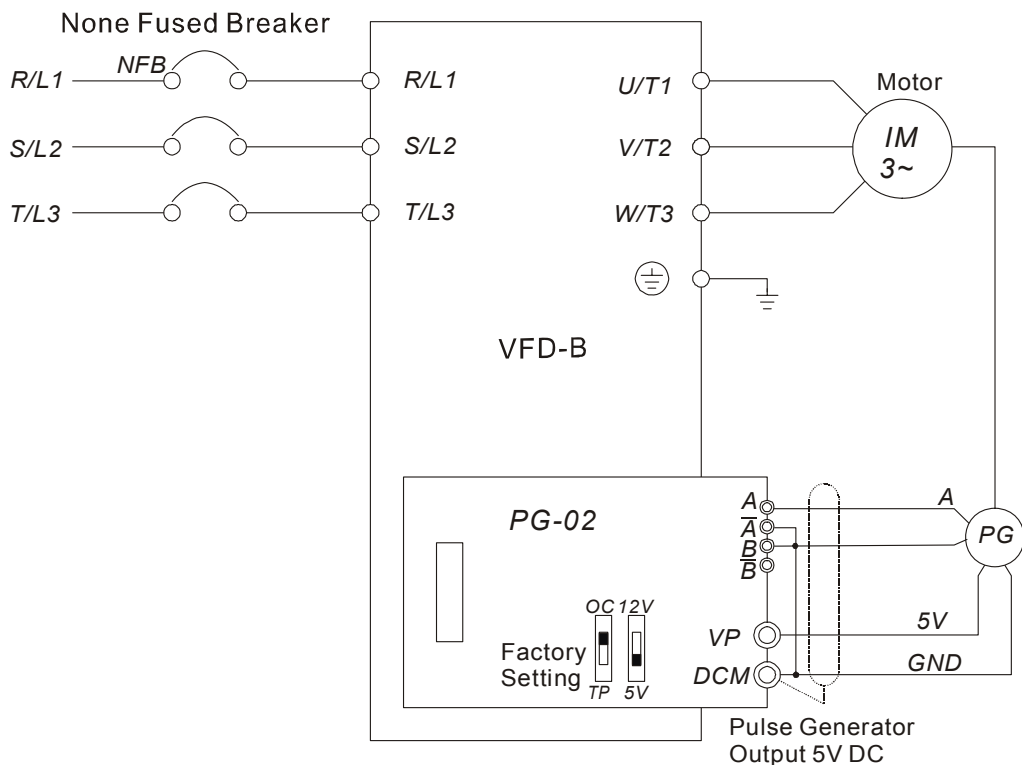 None Fused Breaker
NFB
R/L1
R/L1
U/T1
Motor
S/L2
S/L2
V/T2
IM
3~
T/L3
T/L3
W/T3
VFD-B
PG-02
A
A̅
B
B̅
A
PG
OC 12V
Factory
Setting
TP 5V
VP
5V
DCM
GND
Pulse Generator
Output 5V DC